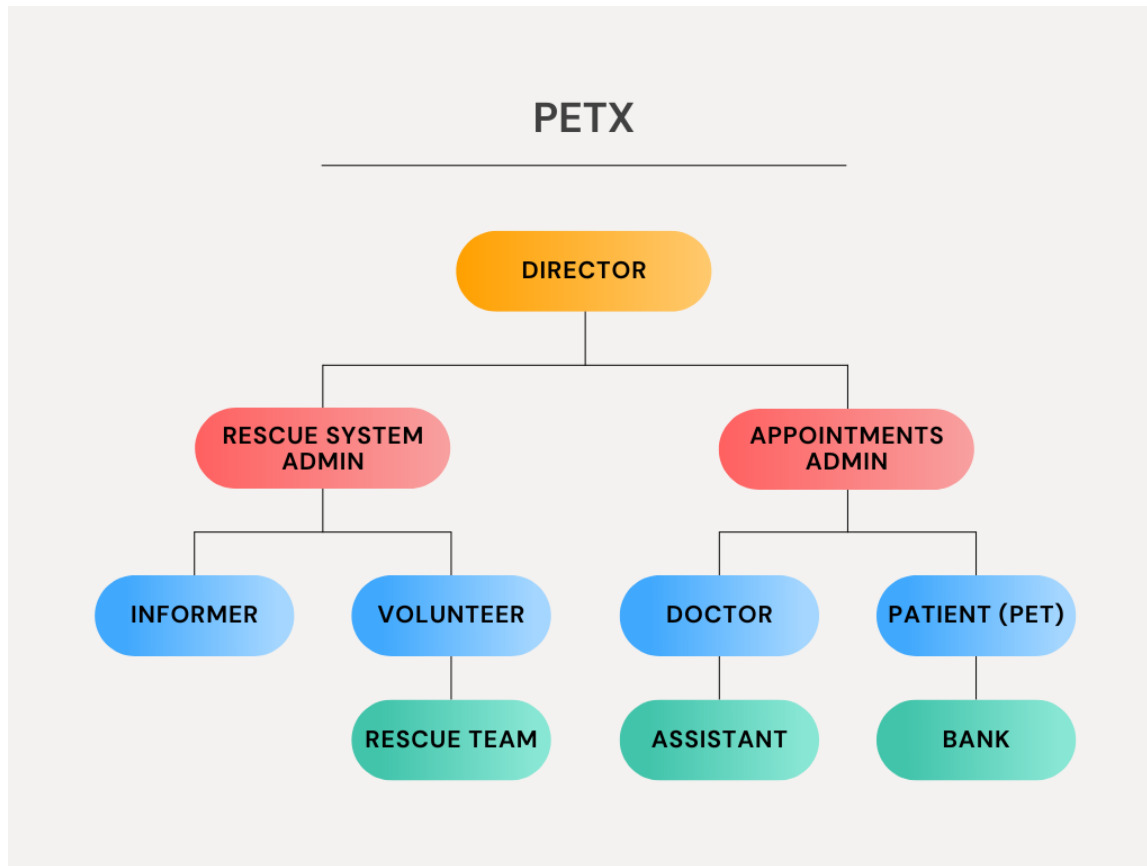 PETX
DIRECTOR
RESCUE SYSTEM
ADMIN
APPOINTMENTS
ADMIN
INFORMER
VOLUNTEER
DOCTOR
PATIENT (PET)
RESCUE TEAM
ASSISTANT
BANK